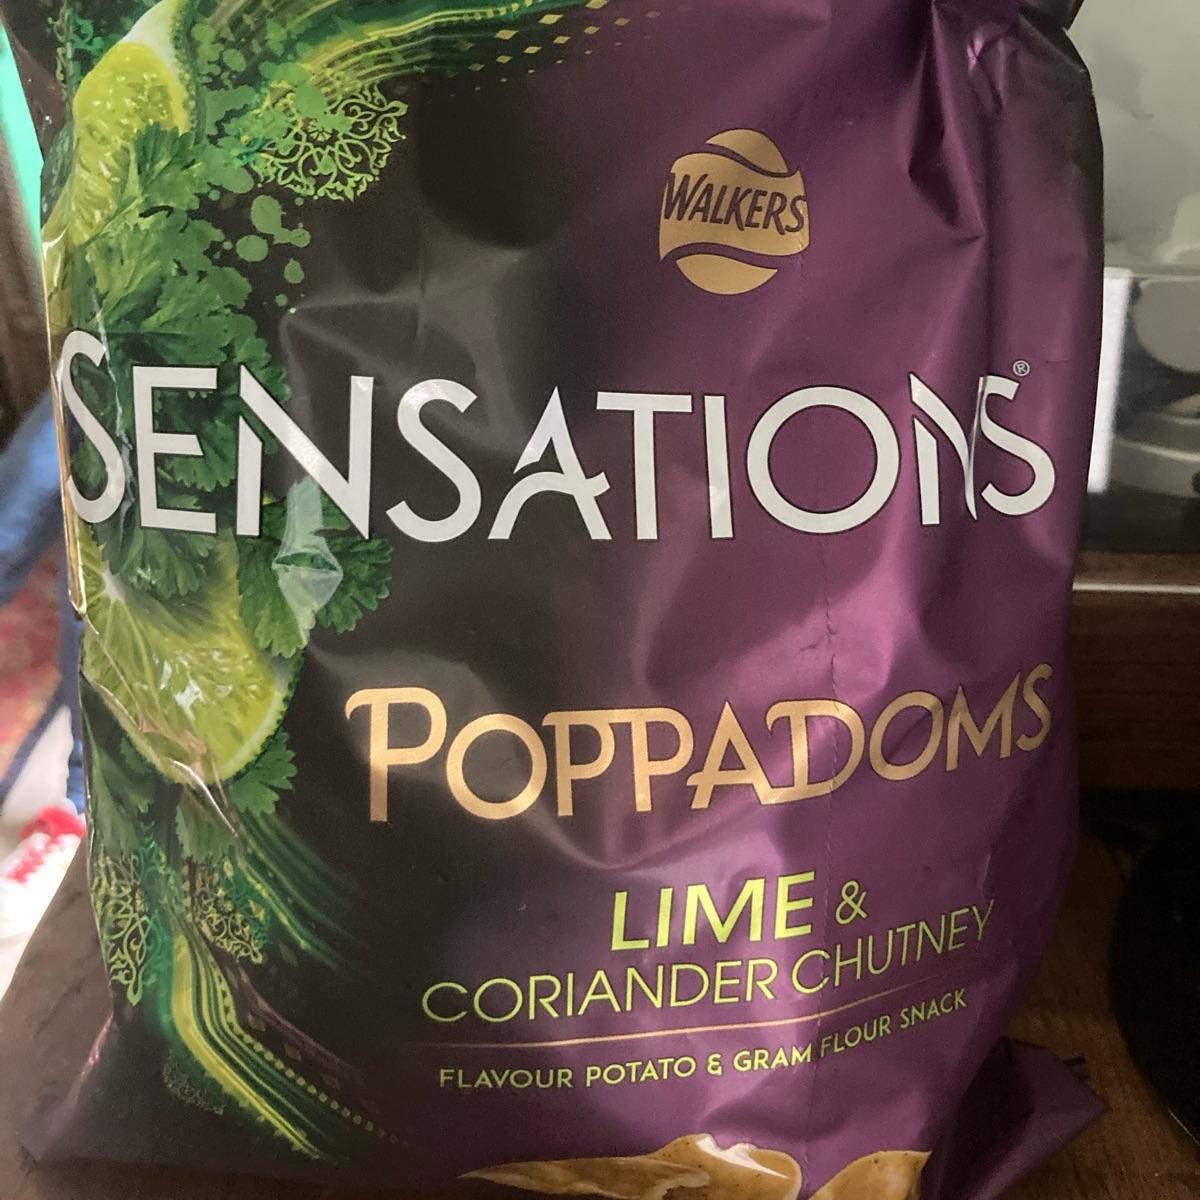 WALKERS
SENSATIONS®
POPPADOMS
LIME &
CORIANDER CHUTNEY
FLAVOUR POTATO & GRAM FLOUR SNACK